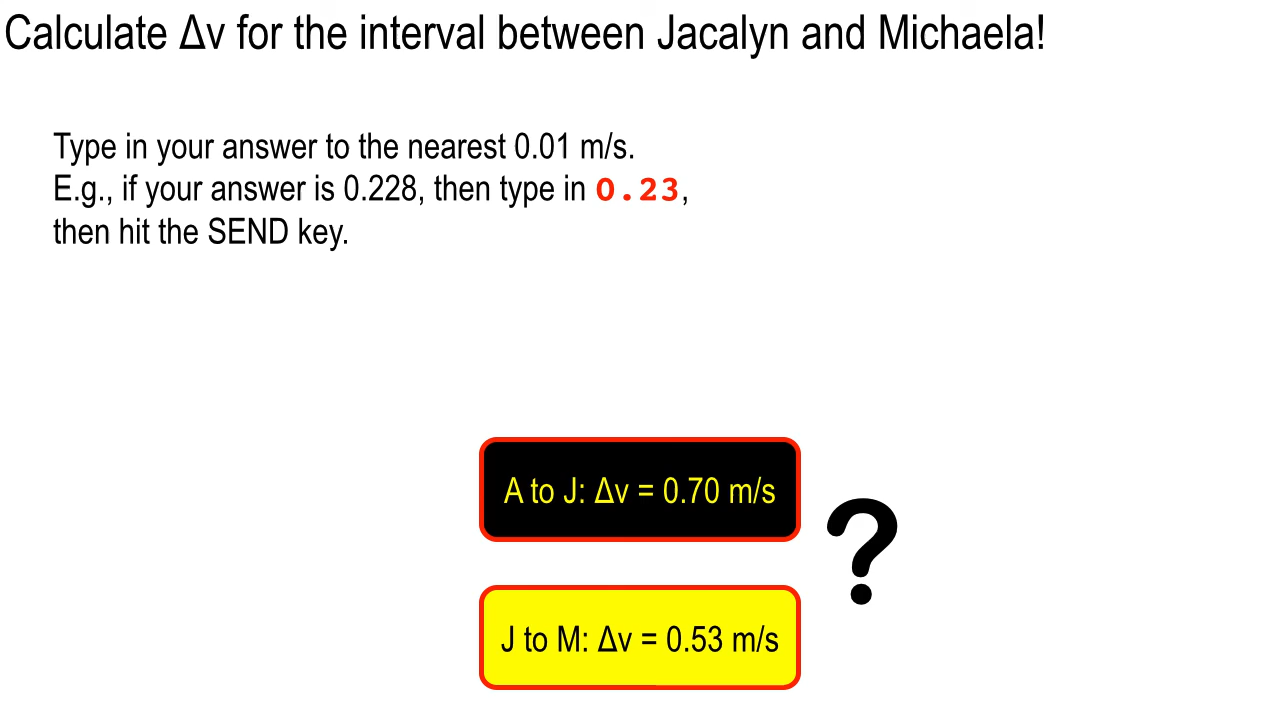 Calculate Δv for the interval between Jacalyn and Michaela!
Type in your answer to the nearest 0.01 m/s.
E.g., if your answer is 0.228, then type in 0.23,
then hit the SEND key.
A to J: Δv = 0.70 m/s
?
J to M: Δv = 0.53 m/s